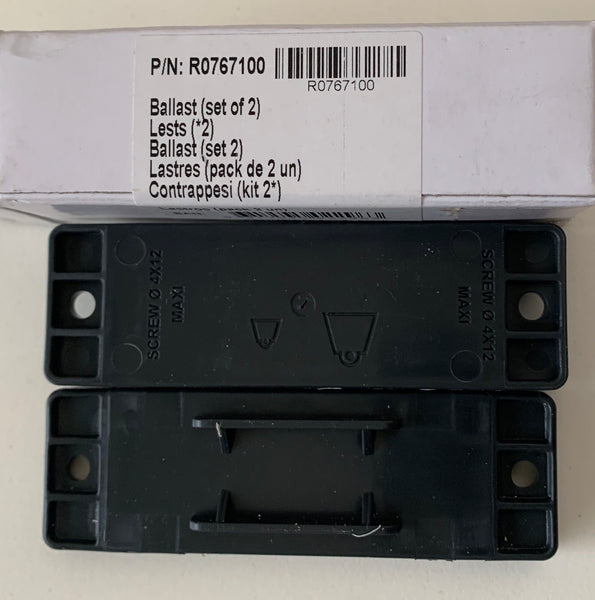 P/N: R0767100
R0767100
Ballast (set of 2)
Lests (*2)
Ballast (set 2)
Lastres (pack de 2 un)
Contrappesi (kit 2*)
SCREW Ø 4X12
MAXI
SCREW Ø 4X12
MAXI